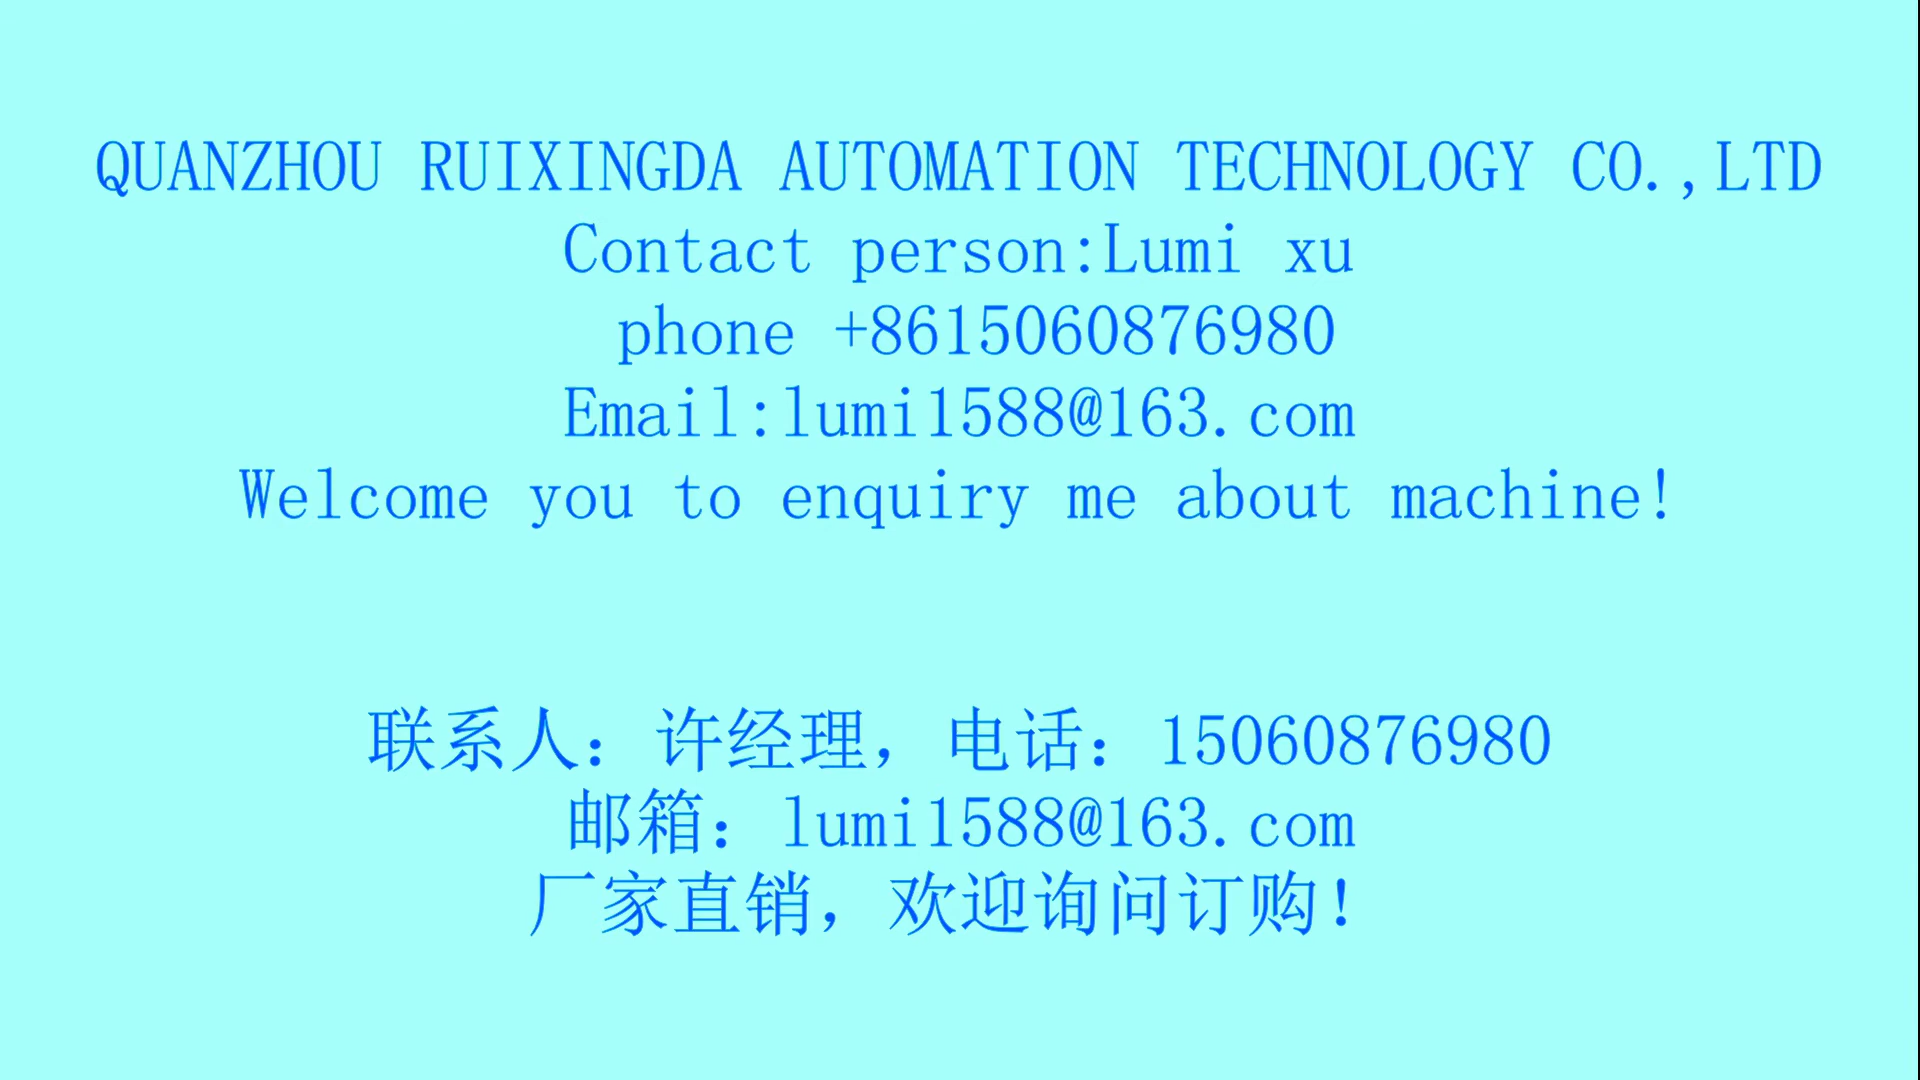 QUANZHOU RUIXINGDA AUTOMATION TECHNOLOGY CO.,LTD
Contact person:Lumi xu
phone +8615060876980
Email:lumi1588@163.com
Welcome you to enquiry me about machine!
联系人：许经理，电话：15060876980
邮箱：lumi1588@163.com
厂家直销，欢迎询问订购！